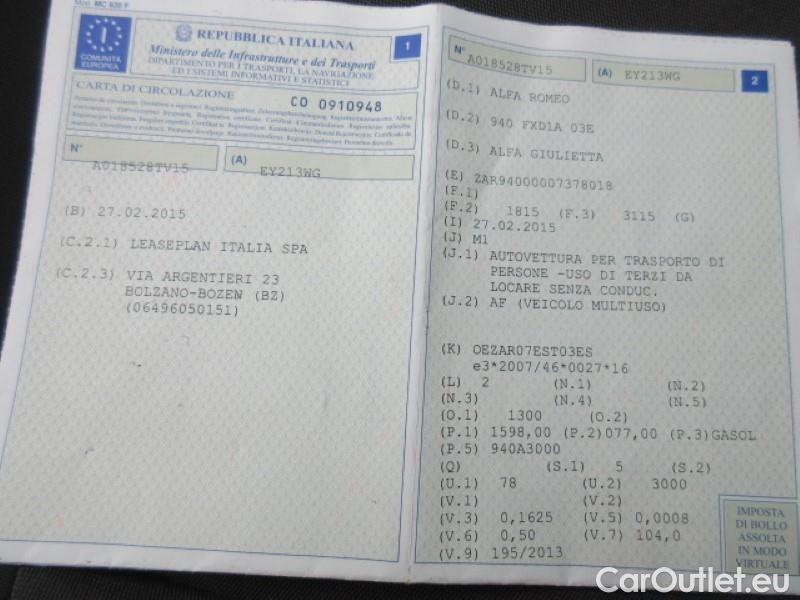 Mod. MC 820 F
I
COMUNITÀ
EUROPEA
REPUBBLICA ITALIANA
Ministero delle Infrastrutture e dei Trasporti
DIPARTIMENTO PER I TRASPORTI, LA NAVIGAZIONE
ED I SISTEMI INFORMATIVI E STATISTICI
1
CARTA DI CIRCOLAZIONE
CO 0910948
N°
A018528TV15
(A)
EY213WG
(B) 27.02.2015
(C.2.1) LEASEPLAN ITALIA SPA
(C.2.3) VIA ARGENTIERI 23
BOLZANO-BOZEN (BZ)
(06496050151)
N°
A018528TV15
(A)
EY213WG
2
(D.1) ALFA ROMEO
(D.2) 940 FXD1A 03E
(D.3) ALFA GIULIETTA
(E) ZAR94000007378018
(F.1)
(F.2) 1815 (F.3) 3115 (G)
(I) 27.02.2015
(J) M1
(J.1) AUTOVETTURA PER TRASPORTO DI
PERSONE -USO DI TERZI DA
LOCARE SENZA CONDUC.
(J.2) AF (VEICOLO MULTIUSO)
(K) OEZAR07EST03ES
e3*2007/46*0027*16
(L) 2 (N.1) (N.2)
(N.3) (N.4) (N.5)
(O.1) 1300 (O.2)
(P.1) 1598,00 (P.2)077,00 (P.3)GASOL
(P.5) 940A3000
(Q) (S.1) 5 (S.2)
(U.1) 78 (U.2) 3000
(V.1) (V.2)
(V.3) 0,1625 (V.5) 0,0008
(V.6) 0,50 (V.7) 104,0
(V.9) 195/2013
IMPOSTA
DI BOLLO
ASSOLTA
IN MODO
VIRTUALE
CarOutlet.eu